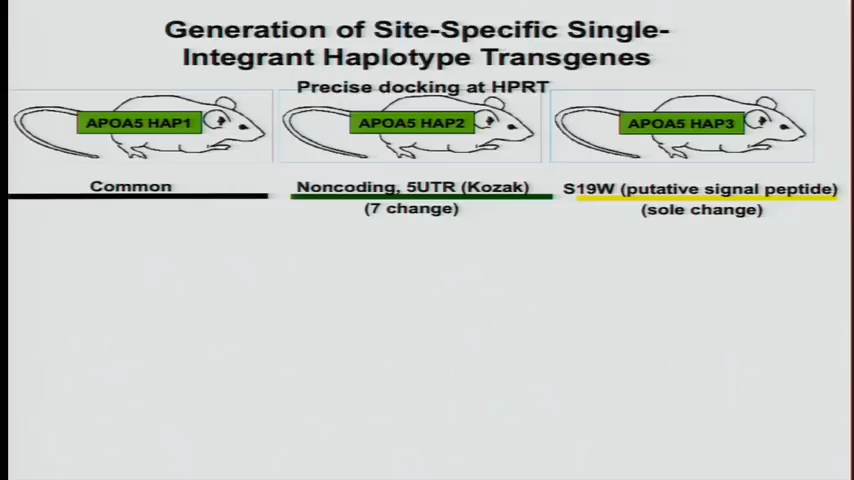 Generation of Site-Specific Single-
Integrant Haplotype Transgenes
Precise docking at HPRT
APOA5 HAP1
APOA5 HAP2
APOA5 HAP3
Common
Noncoding, 5UTR (Kozak)
(7 change)
S19W (putative signal peptide)
(sole change)